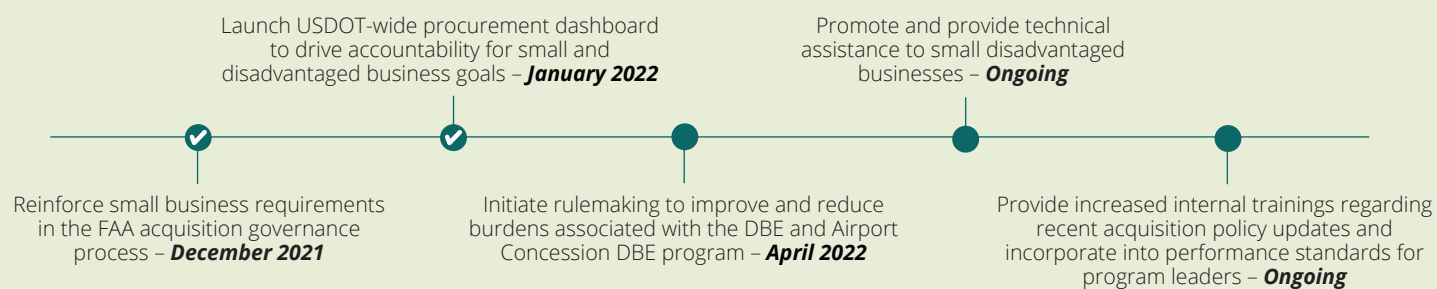 Launch USDOT-wide procurement dashboard
to drive accountability for small and
disadvantaged business goals – January 2022
Promote and provide technical
assistance to small disadvantaged
businesses – Ongoing
Reinforce small business requirements
in the FAA acquisition governance
process – December 2021
Initiate rulemaking to improve and reduce
burdens associated with the DBE and Airport
Concession DBE program – April 2022
Provide increased internal trainings regarding
recent acquisition policy updates and
incorporate into performance standards for
program leaders – Ongoing